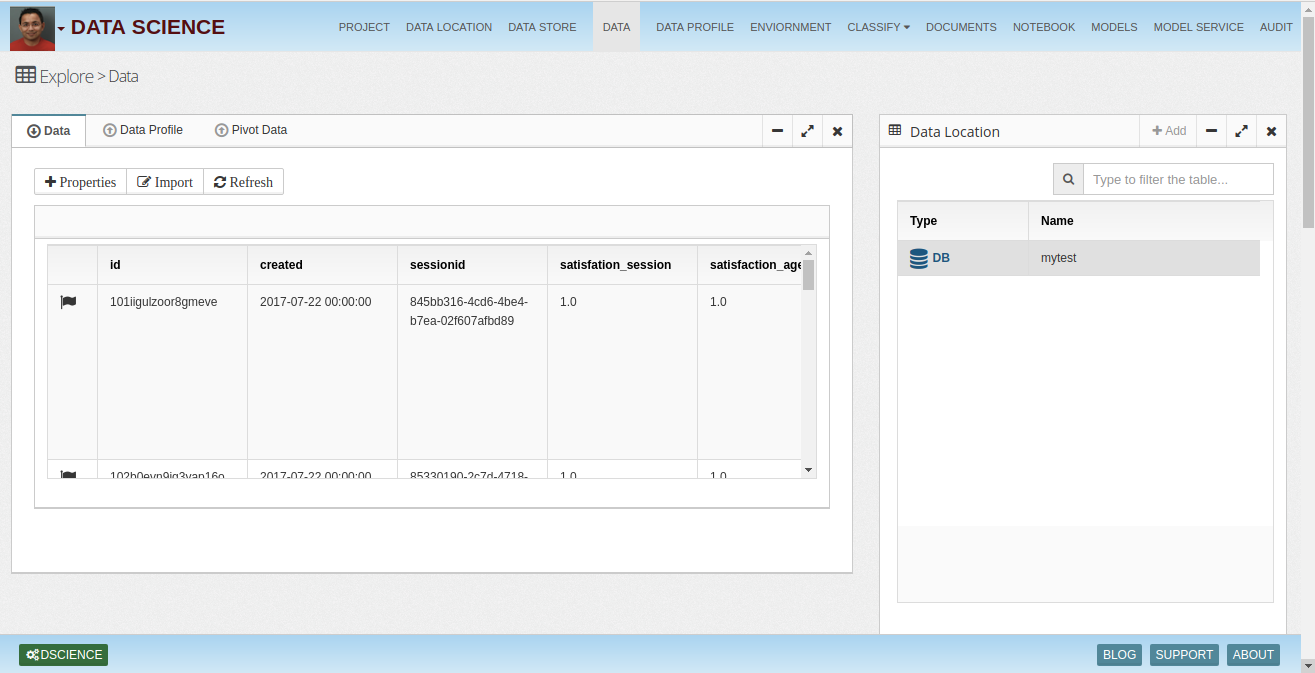 DATA SCIENCE
PROJECT DATA LOCATION DATA STORE DATA DATA PROFILE ENVIORNMENT CLASSIFY DOCUMENTS NOTEBOOK MODELS MODEL SERVICE AUDIT
Explore > Data
Data Data Profile Pivot Data
Properties Import Refresh
id created sessionid satisfation_session satisfaction_age
101iigulzoor8gmeve 2017-07-22 00:00:00 845bb316-4cd6-4be4- 1.0 1.0
b7ea-02f607afbd89
2017-07-22 00:00:00 85330190-2c7d-4718- 1.0 1.0
Data Location Add
Type to filter the table...
Type Name
DB mytest
DSCIENCE BLOG SUPPORT ABOUT